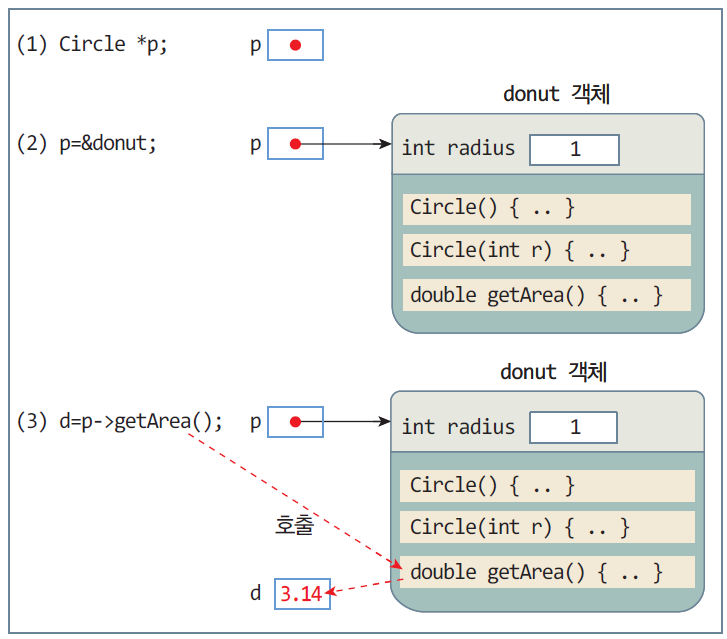 (1) Circle *p;
p
donut 객체
(2) p=&donut;
p
int radius
1
Circle() { .. }
Circle(int r) { .. }
double getArea() { .. }
donut 객체
(3) d=p->getArea();
p
int radius
1
Circle() { .. }
Circle(int r) { .. }
호출
double getArea() { .. }
d
3.14